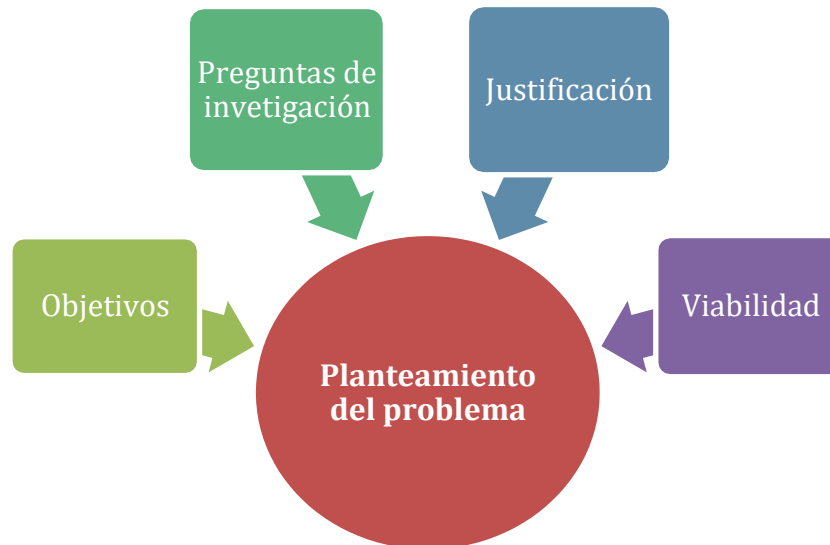 Preguntas de
invetigación
Justificación
Objetivos
Viabilidad
Planteamiento
del problema